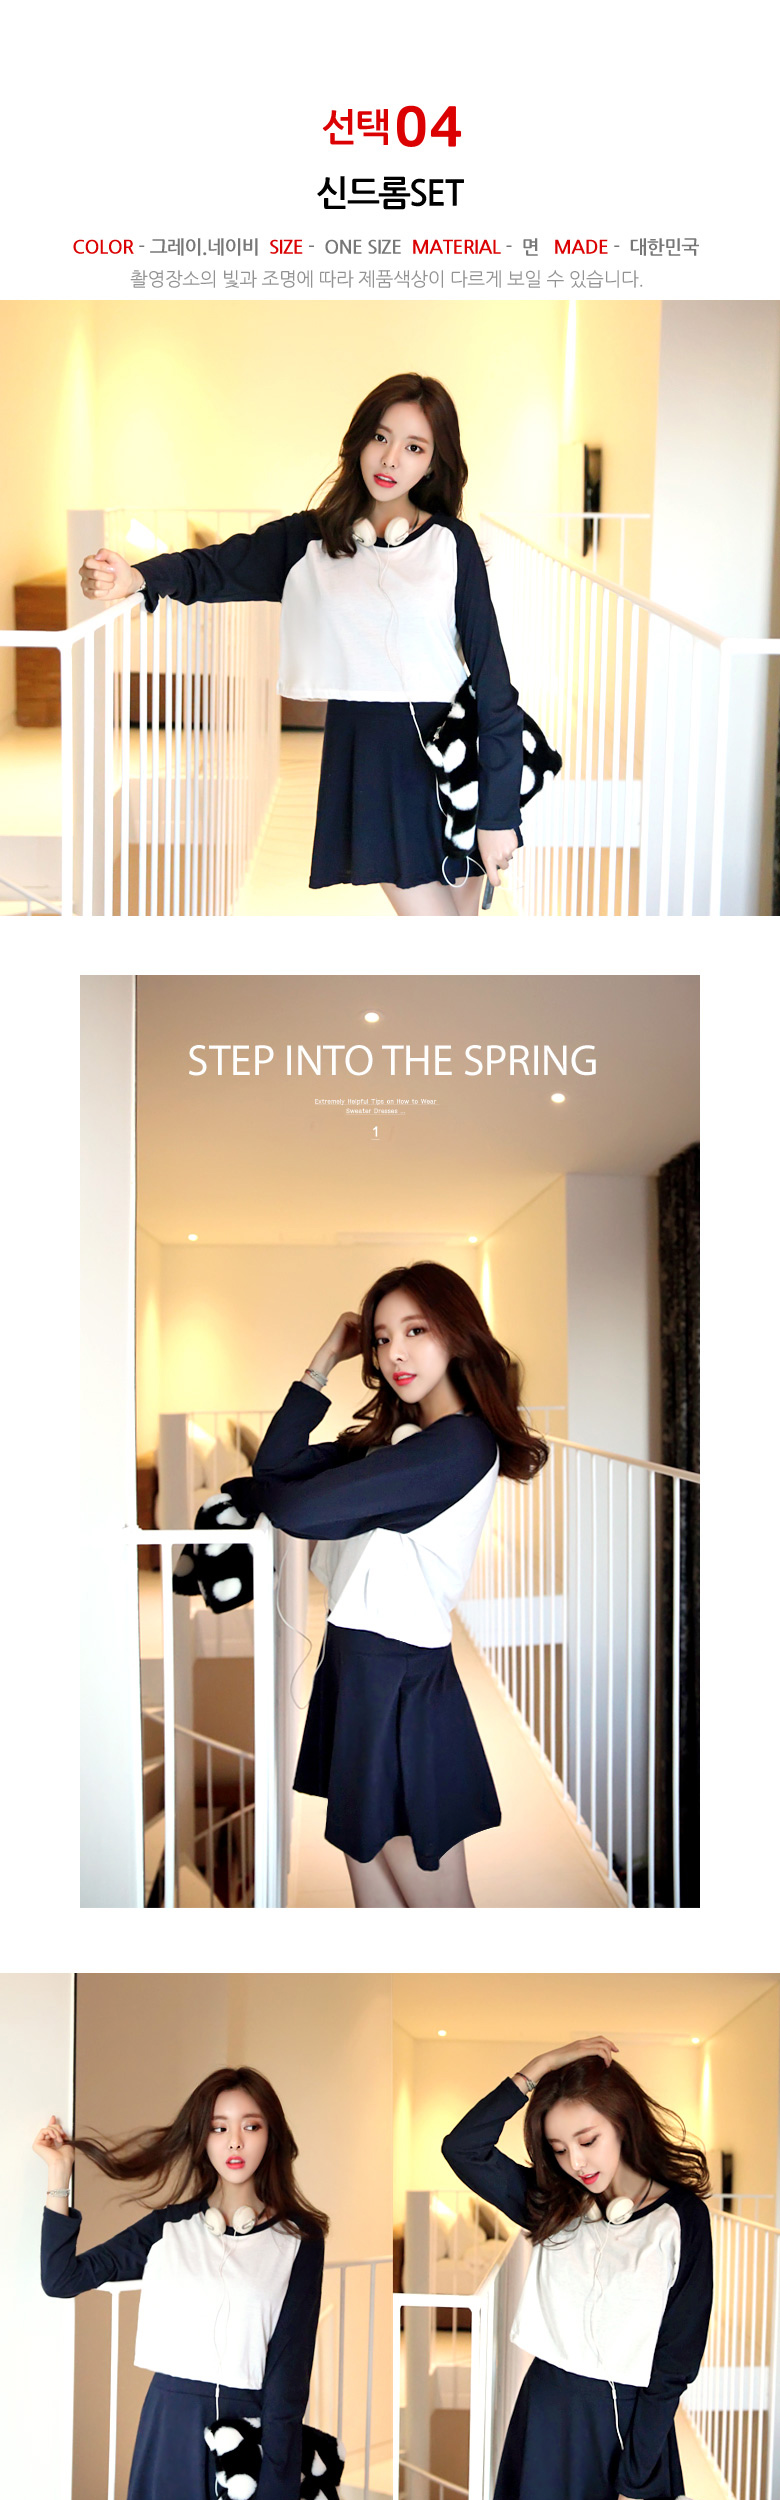 선택04
신드롬SET
COLOR - 그레이.네이비 SIZE - ONE SIZE MATERIAL - 면 MADE - 대한민국
촬영장소의 빛과 조명에 따라 제품색상이 다르게 보일 수 있습니다.
STEP INTO THE SPRING
Extremely Helpful Tips on How to Wear
Sweater Dresses ...
1